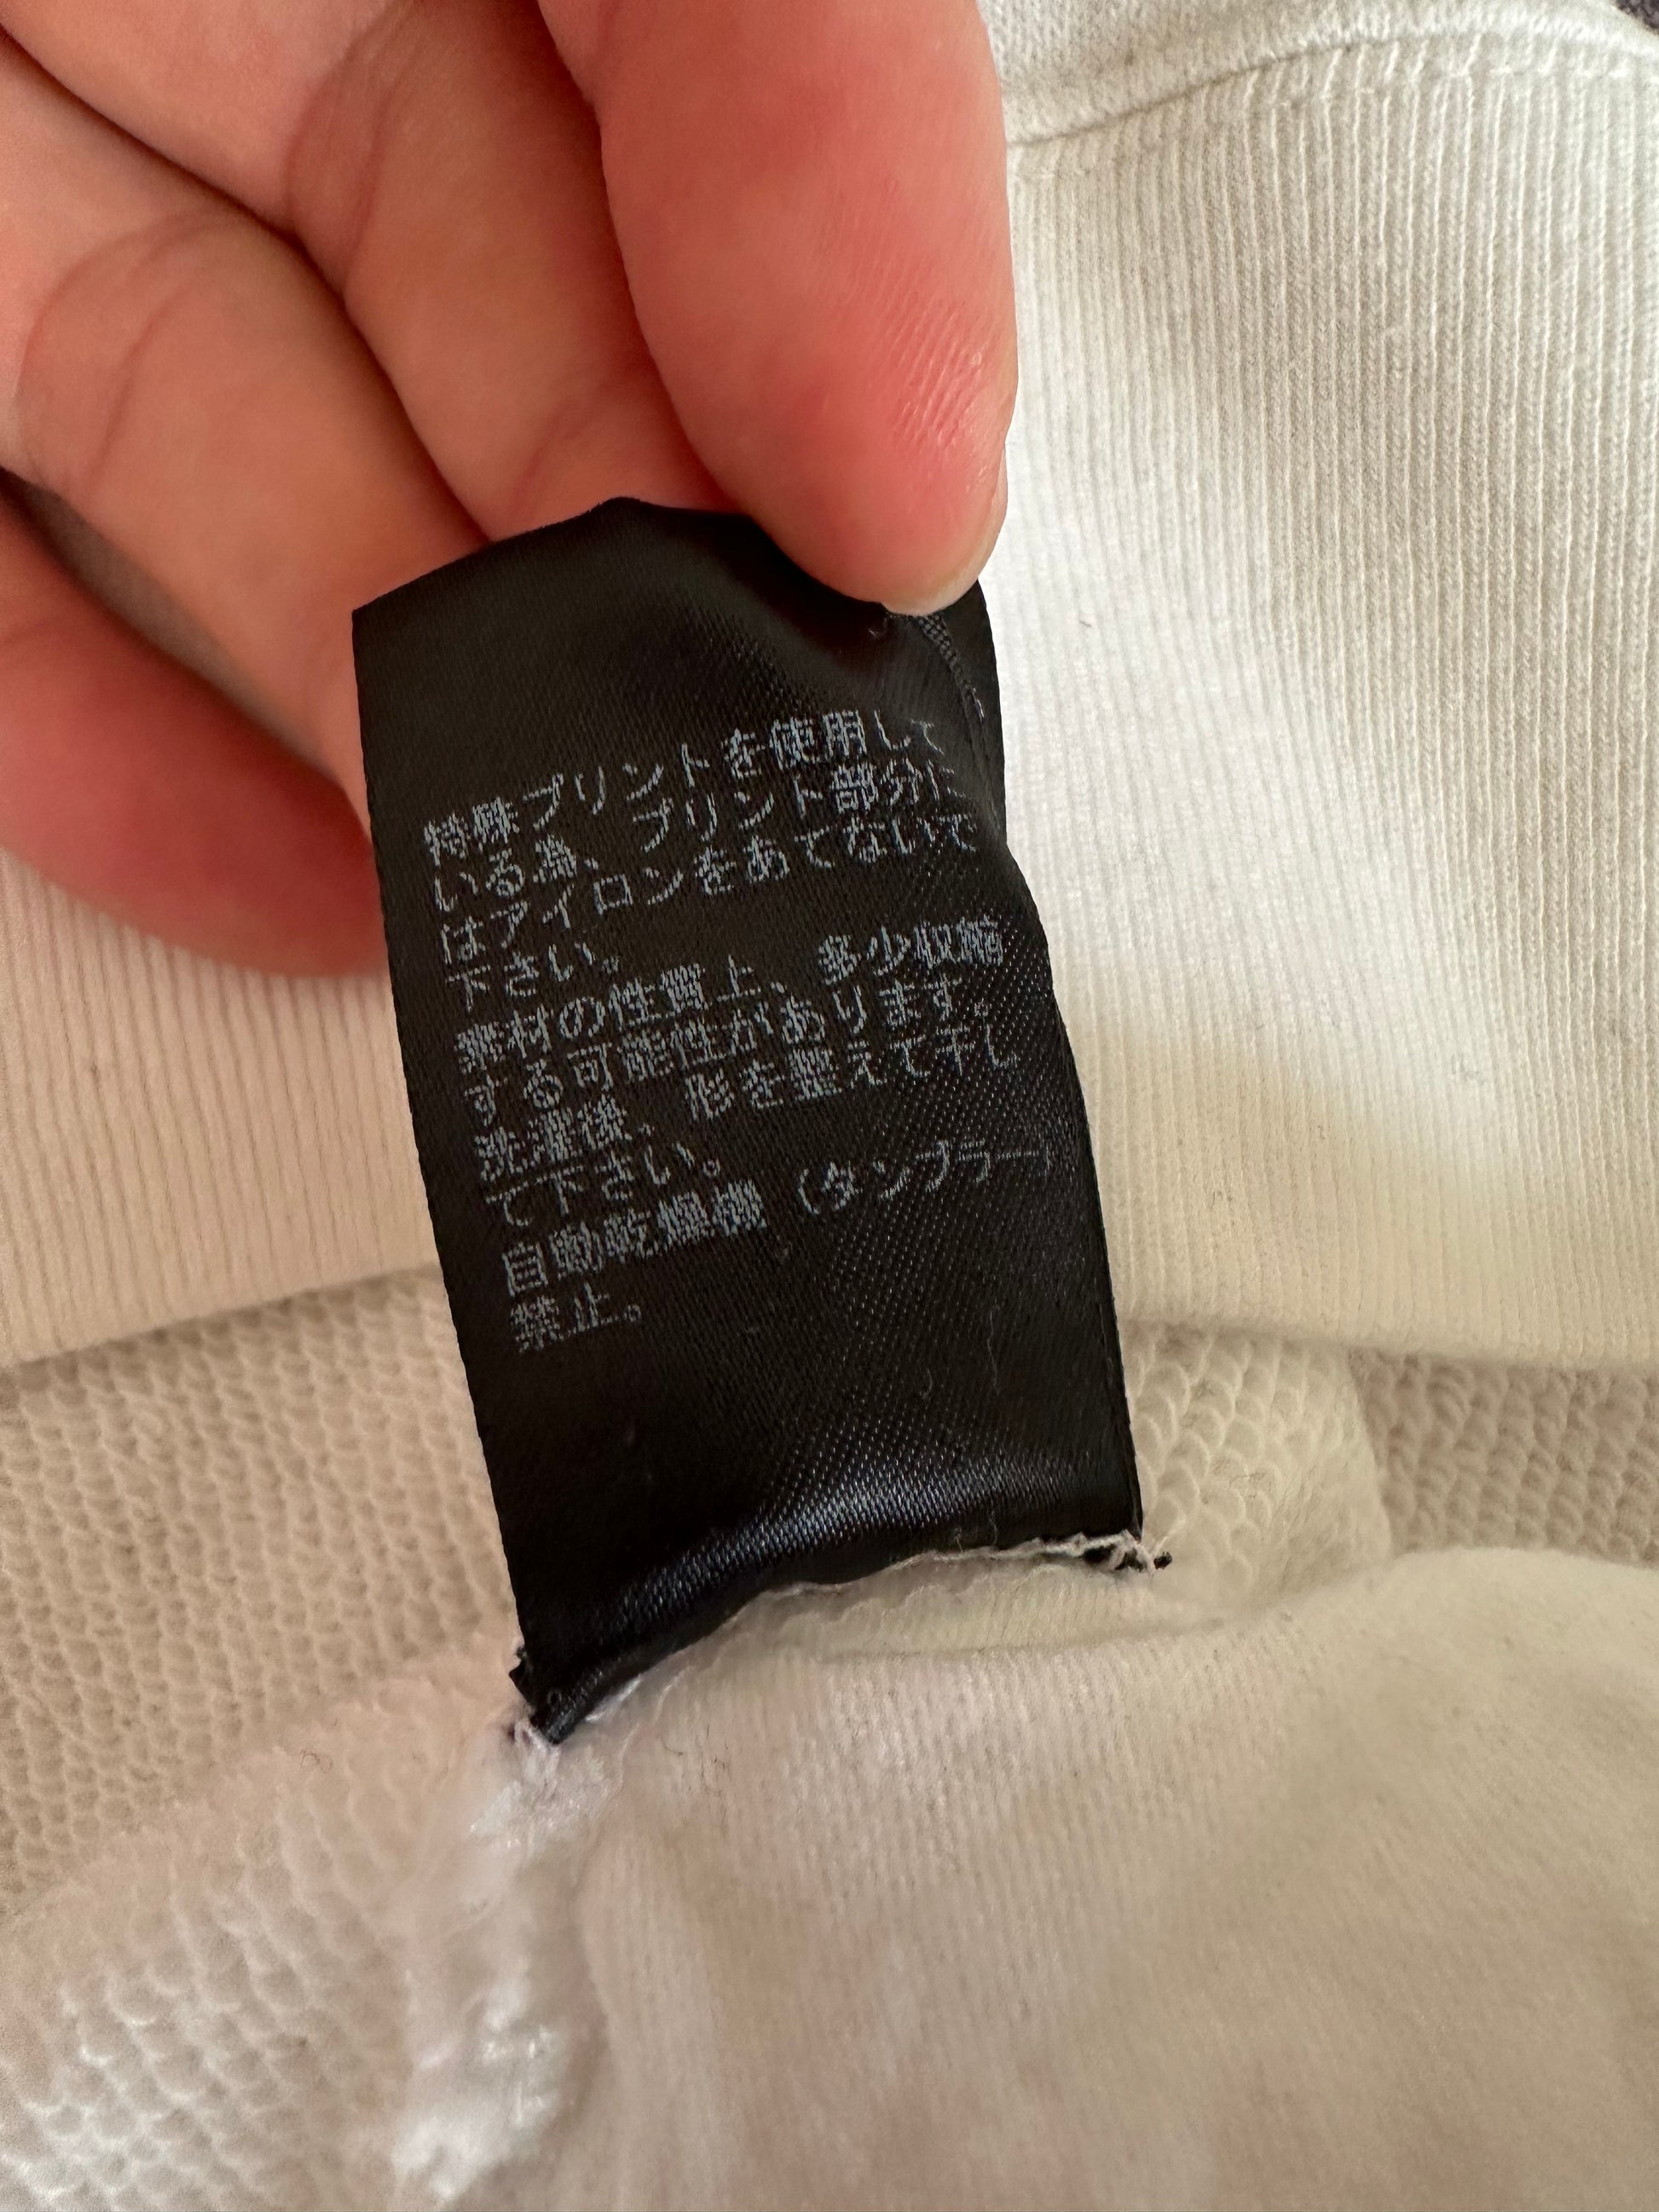 特殊プリントを使用して
いる為、プリント部分に
はアイロンをあてないで
下さい。
素材の性質上、多少収縮
する可能性があります。
洗濯後、形を整えて干し
て下さい。
自動乾燥機（タンブラー）
禁止。